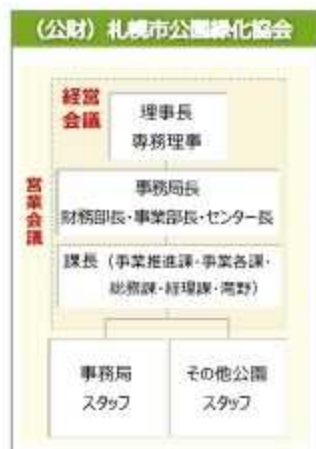 （公財）札幌市公園緑化協会
経営
会議
理事長
専務理事
営業会議
事務局長
財務部長・事業部長・センター長
課長（事業推進課・事業各課・
総務課・経理課・滝野）
事務局
スタッフ
その他公園
スタッフ